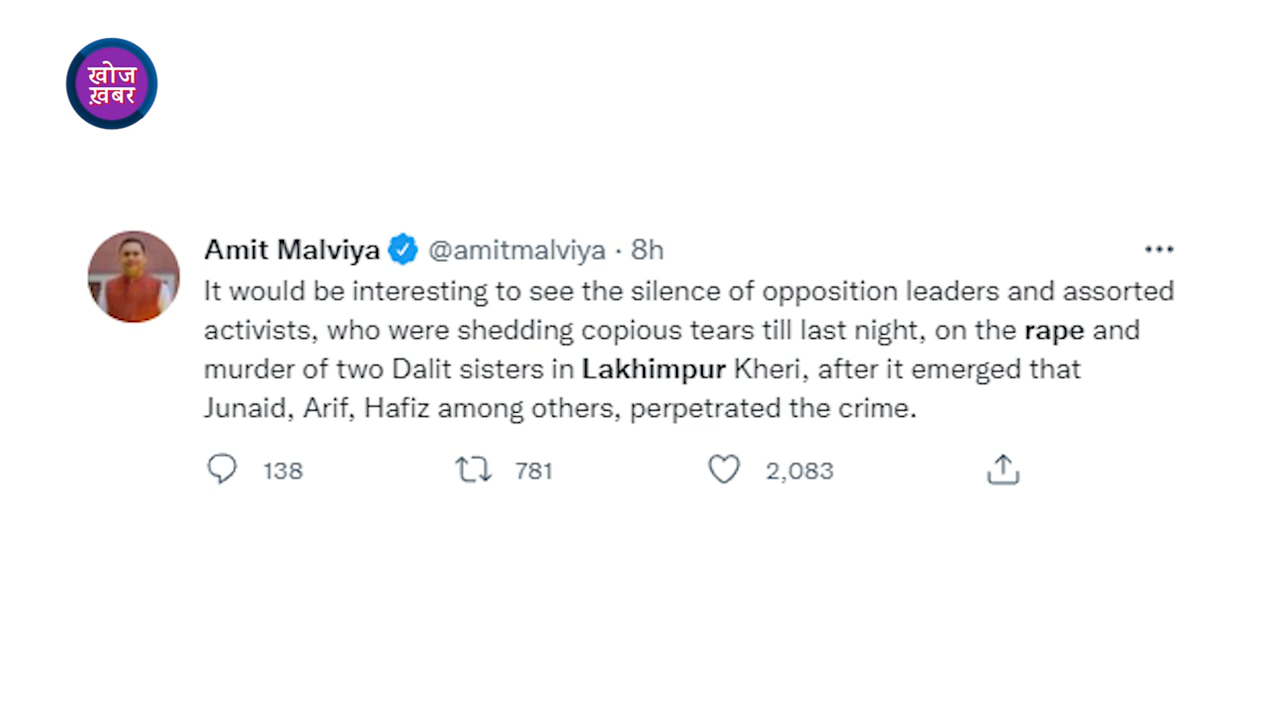 खोज
ख़बर
Amit Malviya @amitmalviya · 8h
It would be interesting to see the silence of opposition leaders and assorted
activists, who were shedding copious tears till last night, on the rape and
murder of two Dalit sisters in Lakhimpur Kheri, after it emerged that
Junaid, Arif, Hafiz among others, perpetrated the crime.
138 781 2,083